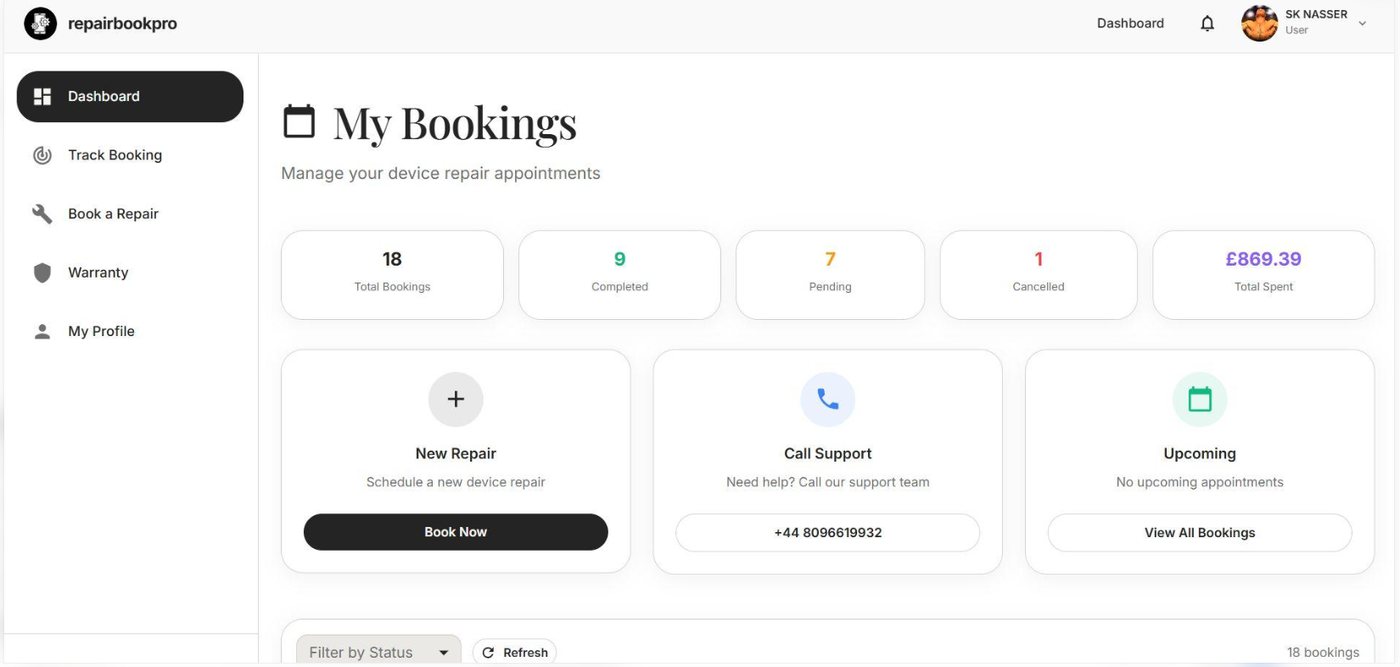 repairbookpro
Dashboard
SK NASSER
User
Dashboard
Track Booking
Book a Repair
Warranty
My Profile
My Bookings
Manage your device repair appointments
18
Total Bookings
9
Completed
7
Pending
1
Cancelled
£869.39
Total Spent
New Repair
Schedule a new device repair
Book Now
Call Support
Need help? Call our support team
+44 8096619932
Upcoming
No upcoming appointments
View All Bookings
Filter by Status
Refresh
18 bookings